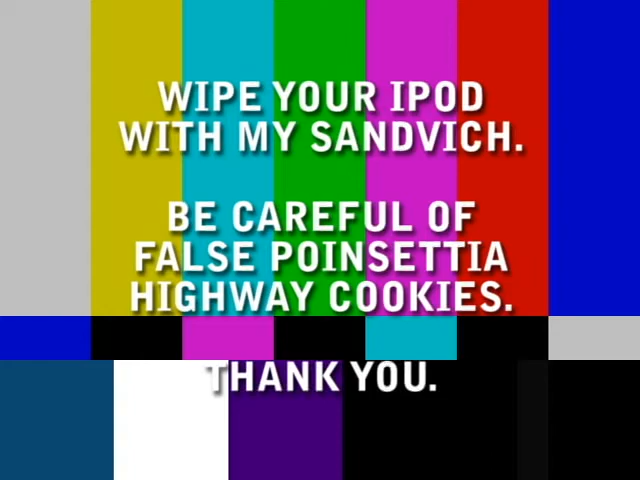 WIPE YOUR IPOD
WITH MY SANDVICH.
BE CAREFUL OF
FALSE POINSETTIA
HIGHWAY COOKIES.
THANK YOU.